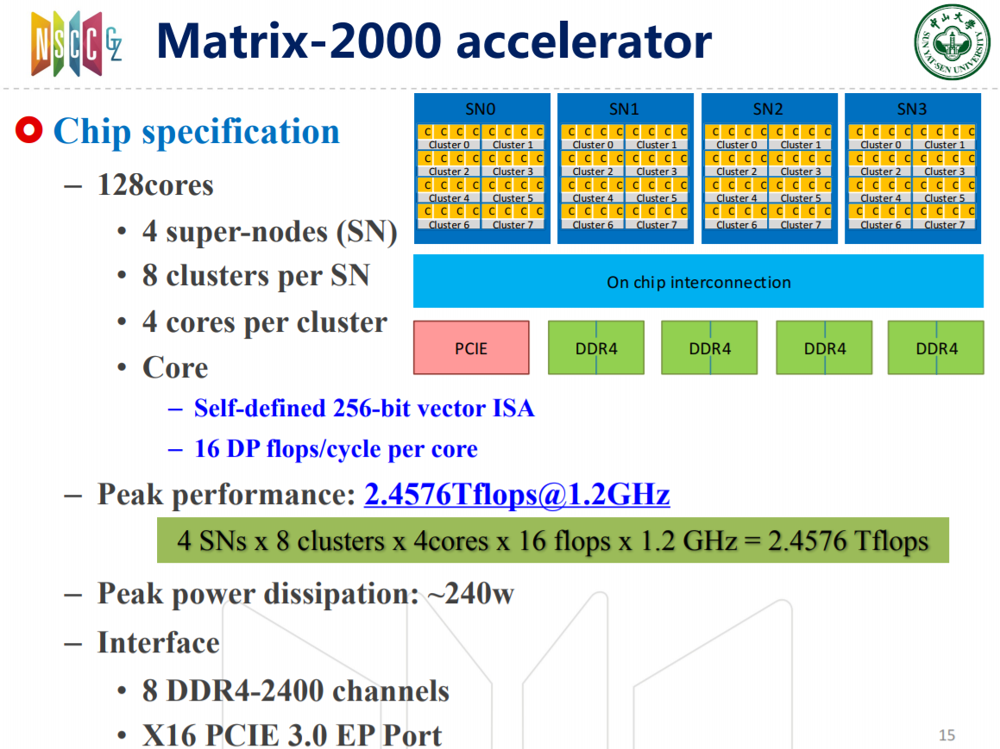 NSCC GZ
Matrix-2000 accelerator
中山大學
SUN YAT-SEN UNIVERSITY
Chip specification
– 128cores
• 4 super-nodes (SN)
• 8 clusters per SN
• 4 cores per cluster
• Core
– Self-defined 256-bit vector ISA
– 16 DP flops/cycle per core
SN0
C C C C C C C C
Cluster 0 Cluster 1
C C C C C C C C
Cluster 2 Cluster 3
C C C C C C C C
Cluster 4 Cluster 5
C C C C C C C C
Cluster 6 Cluster 7
SN1
C C C C C C C C
Cluster 0 Cluster 1
C C C C C C C C
Cluster 2 Cluster 3
C C C C C C C C
Cluster 4 Cluster 5
C C C C C C C C
Cluster 6 Cluster 7
SN2
C C C C C C C C
Cluster 0 Cluster 1
C C C C C C C C
Cluster 2 Cluster 3
C C C C C C C C
Cluster 4 Cluster 5
C C C C C C C C
Cluster 6 Cluster 7
SN3
C C C C C C C C
Cluster 0 Cluster 1
C C C C C C C C
Cluster 2 Cluster 3
C C C C C C C C
Cluster 4 Cluster 5
C C C C C C C C
Cluster 6 Cluster 7
On chip interconnection
PCIE DDR4 DDR4 DDR4 DDR4
– Peak performance: 2.4576Tflops@1.2GHz
4 SNs x 8 clusters x 4cores x 16 flops x 1.2 GHz = 2.4576 Tflops
– Peak power dissipation: ~240w
– Interface
• 8 DDR4-2400 channels
• X16 PCIE 3.0 EP Port
15